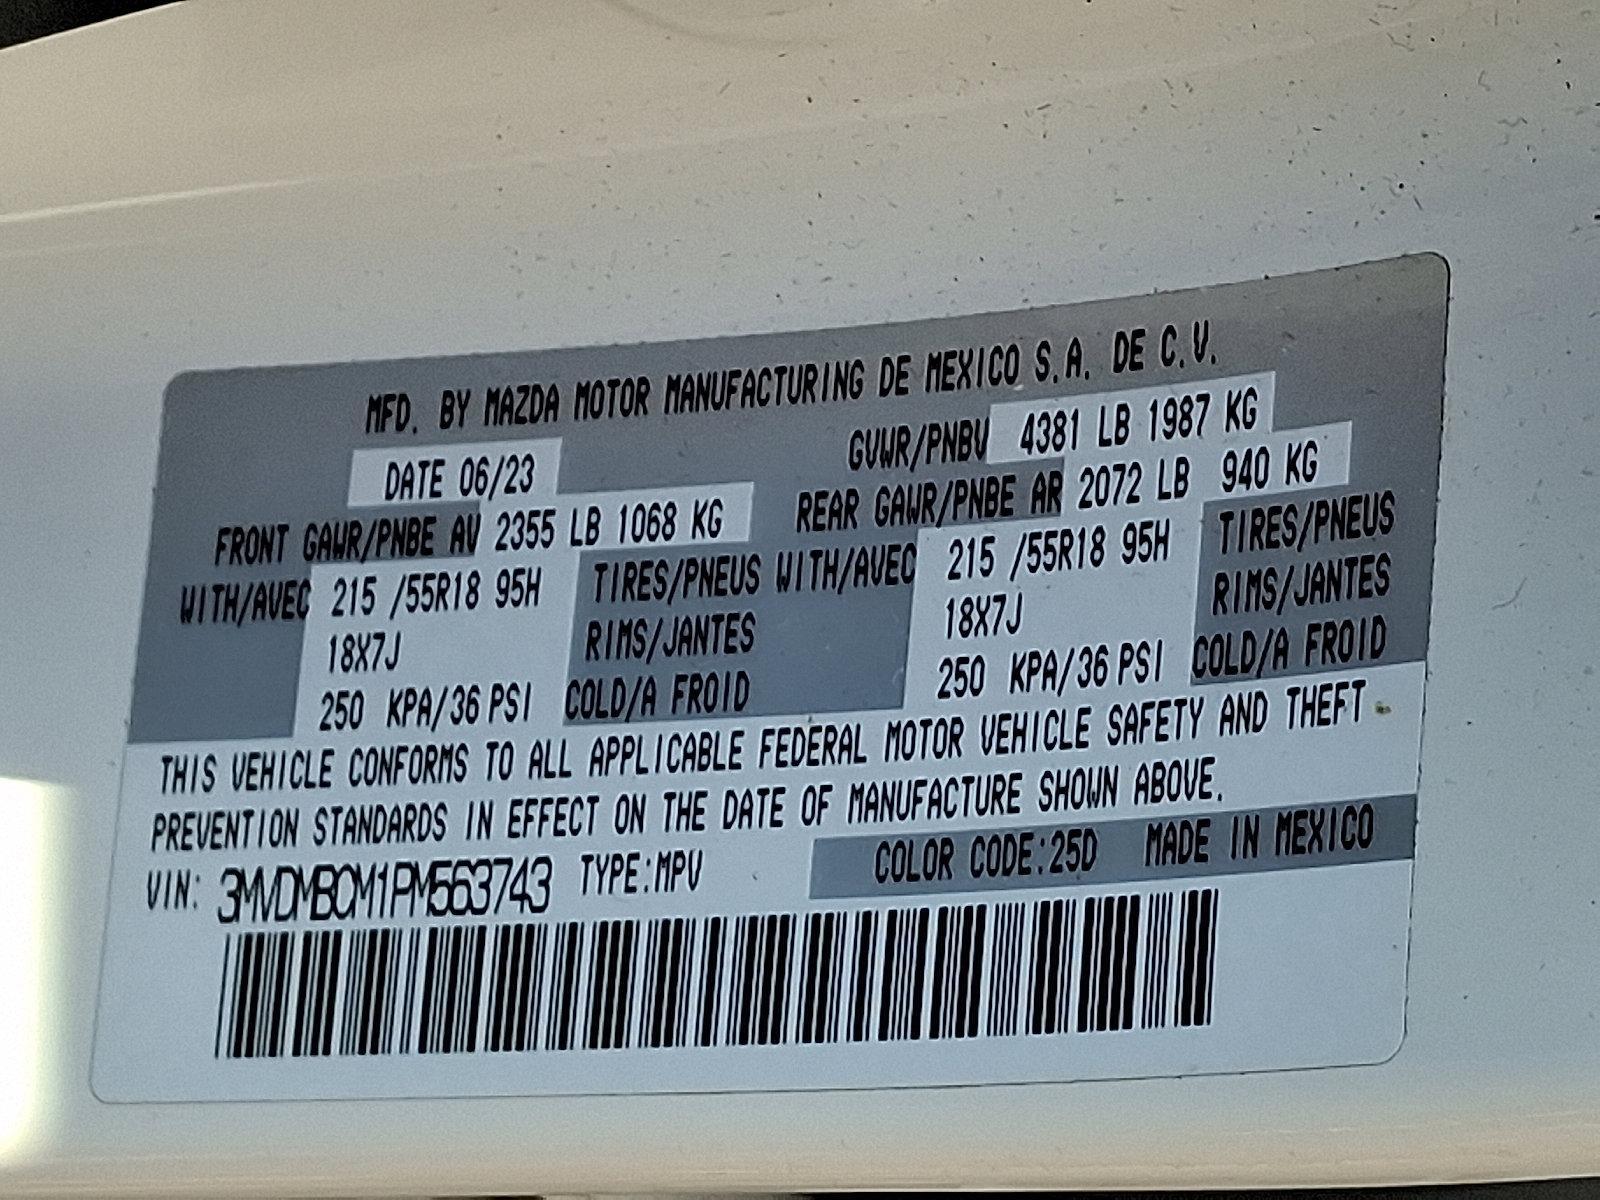 MFD. BY MAZDA MOTOR MANUFACTURING DE MEXICO S.A. DE C.V.
DATE 06/23 GVWR/PNBV 4381 LB 1987 KG
FRONT GAWR/PNBE AV 2355 LB 1068 KG REAR GAWR/PNBE AR 2072 LB 940 KG
WITH/AVEC 215 /55R18 95H TIRES/PNEUS WITH/AVEC 215 /55R18 95H TIRES/PNEUS
18X7J RIMS/JANTES 18X7J RIMS/JANTES
250 KPA/36 PSI COLD/A FROID 250 KPA/36 PSI COLD/A FROID
THIS VEHICLE CONFORMS TO ALL APPLICABLE FEDERAL MOTOR VEHICLE SAFETY AND THEFT
PREVENTION STANDARDS IN EFFECT ON THE DATE OF MANUFACTURE SHOWN ABOVE.
VIN: 3MVDMBCM1PM563743 TYPE:MPV COLOR CODE:25D MADE IN MEXICO